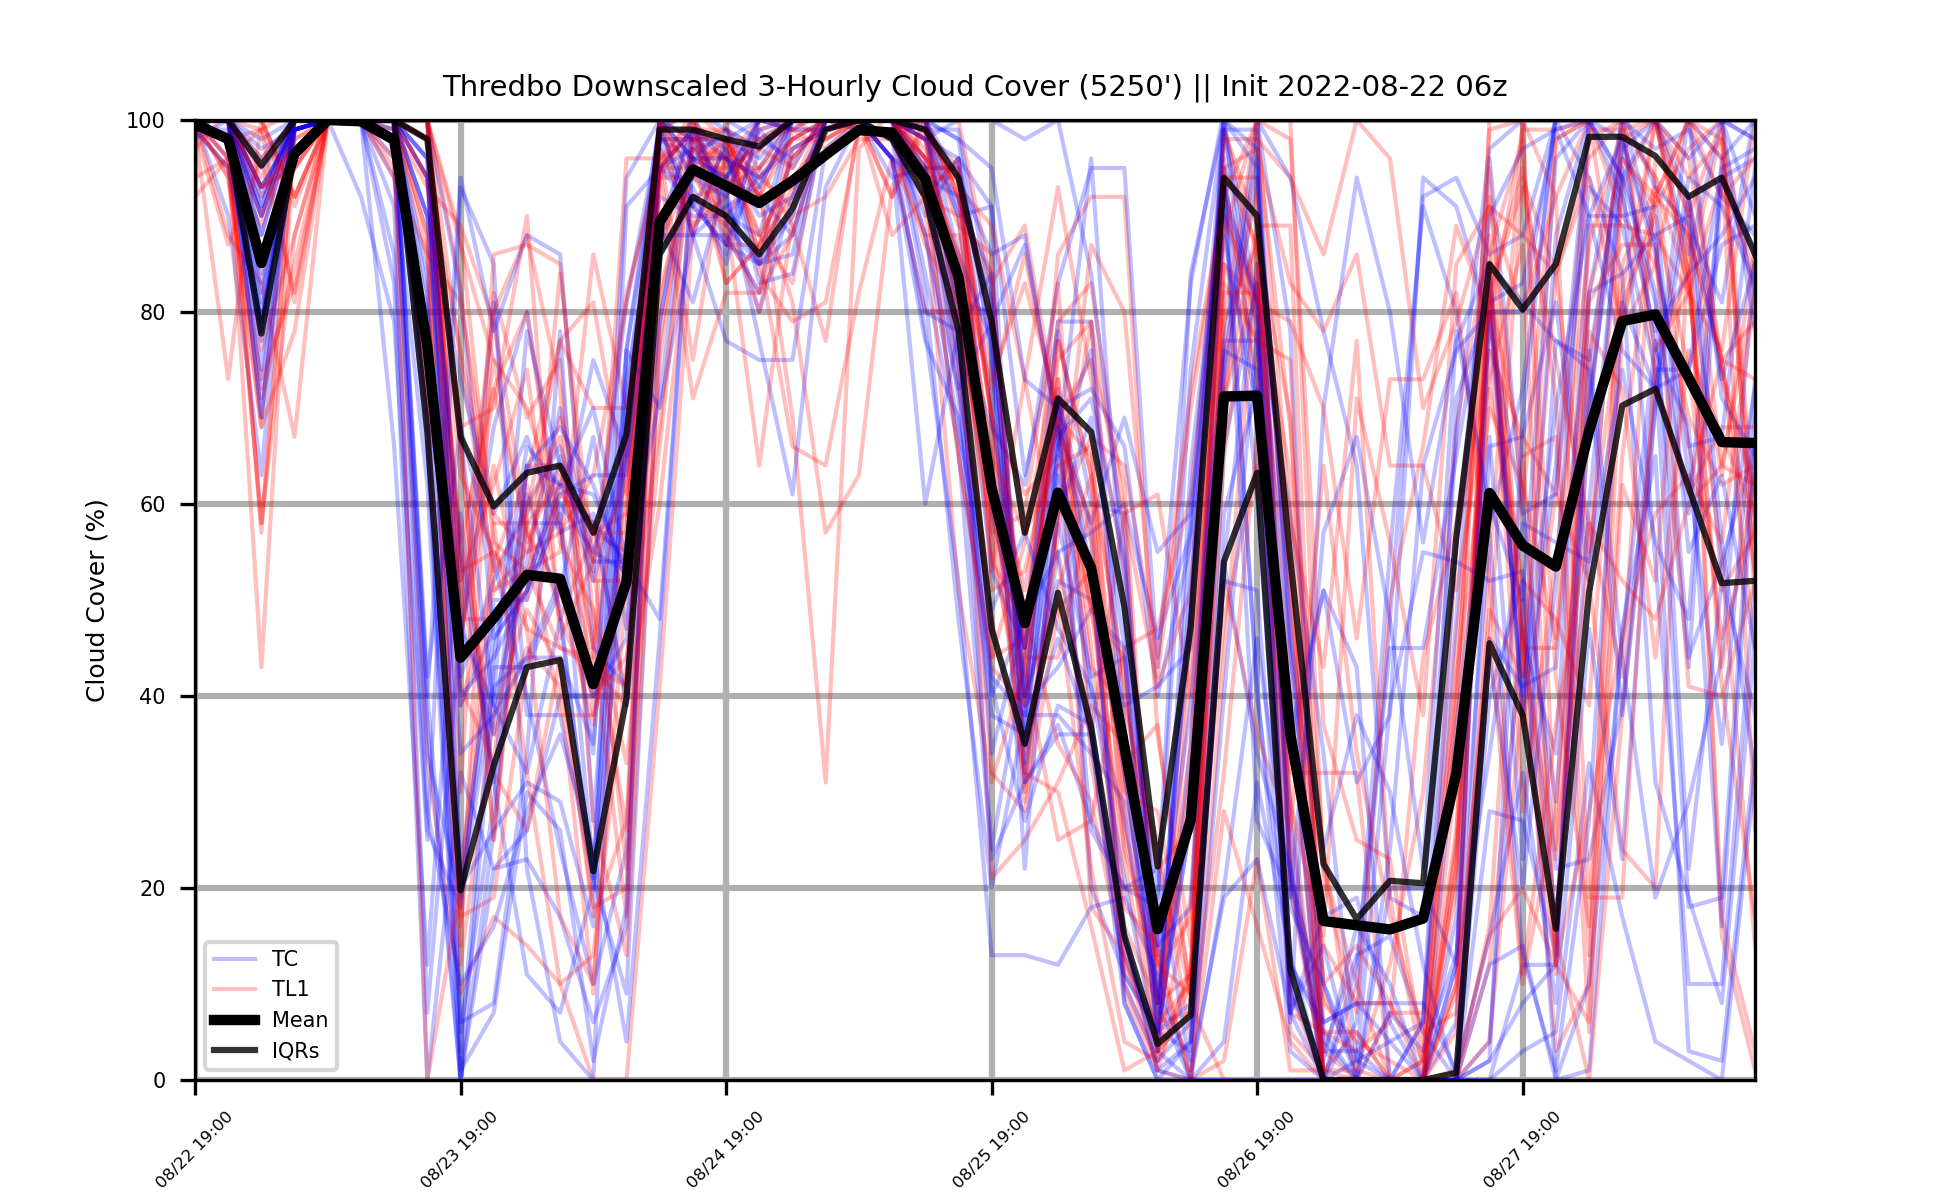 Thredbo Downscaled 3-Hourly Cloud Cover (5250') || Init 2022-08-22 06z
Cloud Cover (%)
100
80
60
40
20
0
TC
TL1
Mean
IQRs
08/22 19:00
08/23 19:00
08/24 19:00
08/25 19:00
08/26 19:00
08/27 19:00